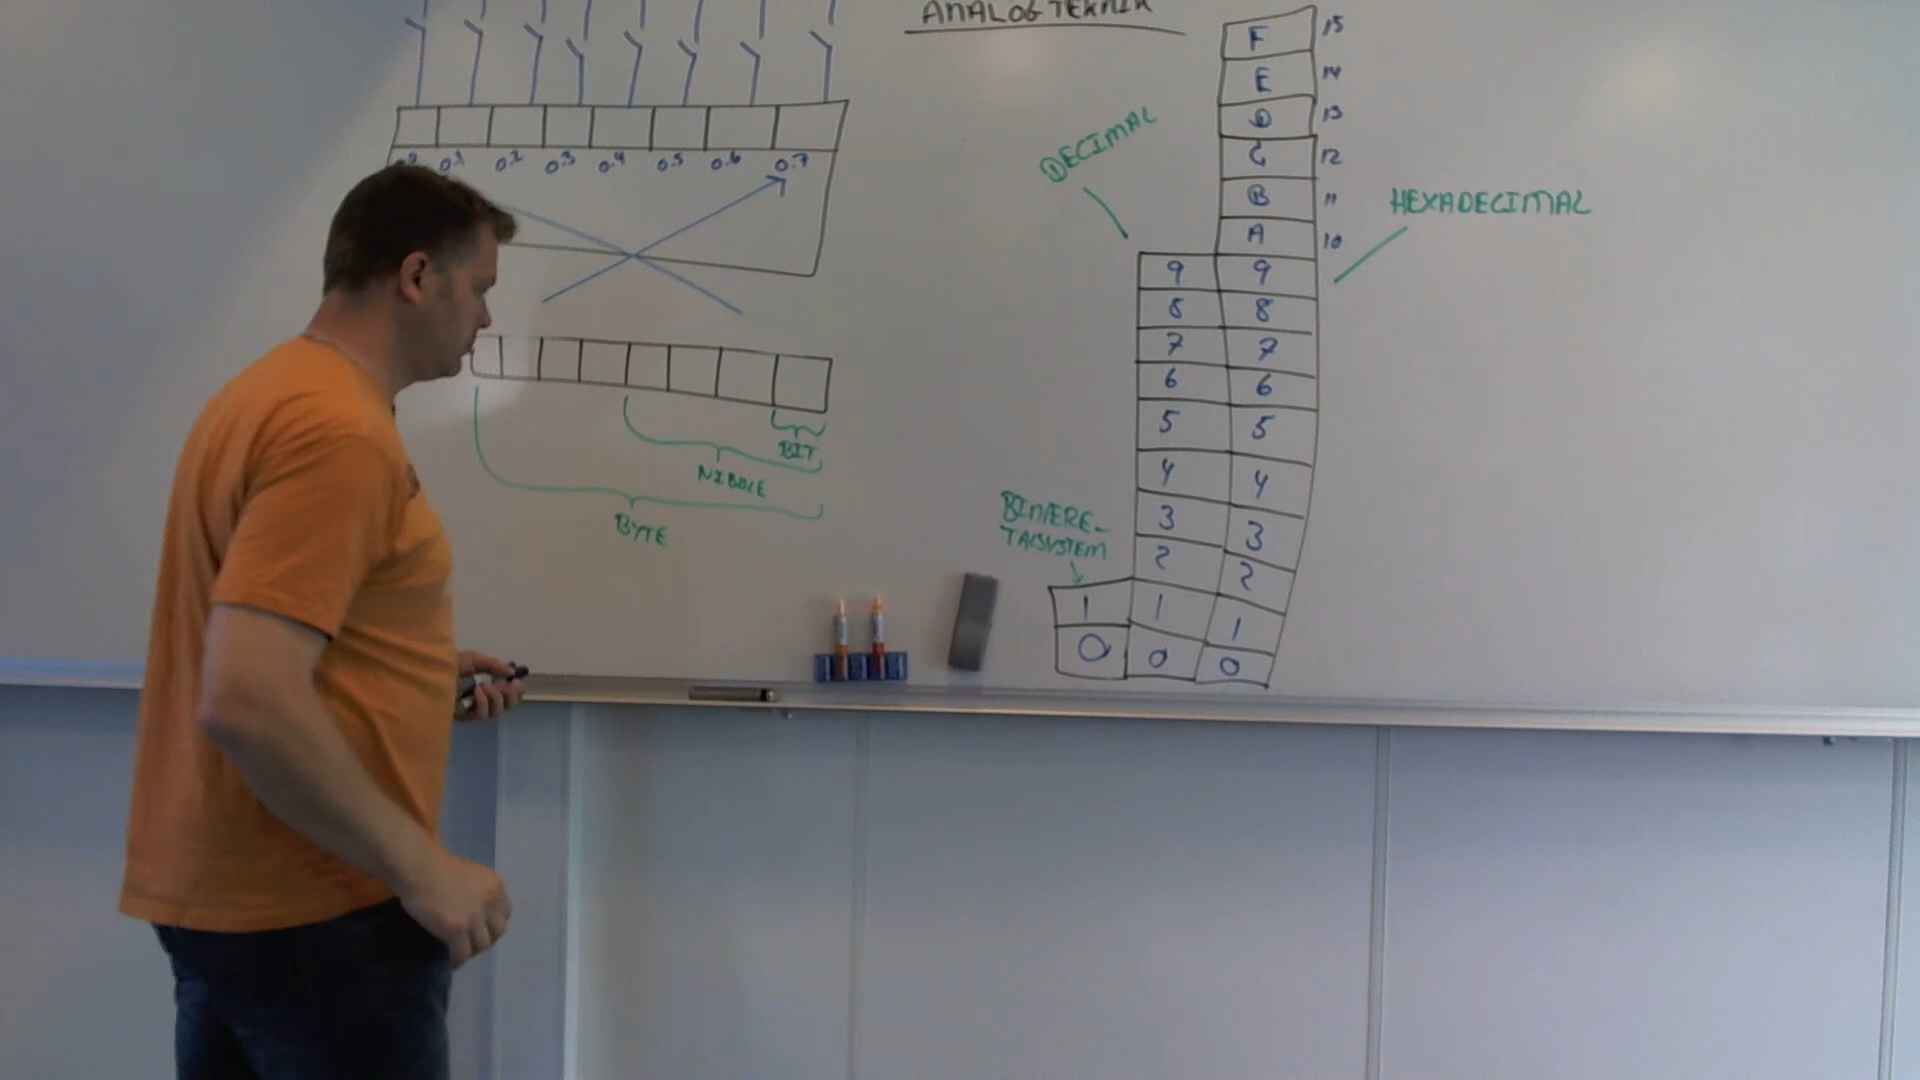 ANALOGTEKNIK
0.1 0.2 0.3 0.4 0.5 0.6 0.7
BIT
NIBBLE
BYTE
DECIMAL
HEXADECIMAL
BINÆRE-
TALSYSTEM
F 15
E 14
D 13
C 12
B 11
A 10
9 9
8 8
7 7
6 6
5 5
4 4
3 3
2 2
1 1 1
0 0 0